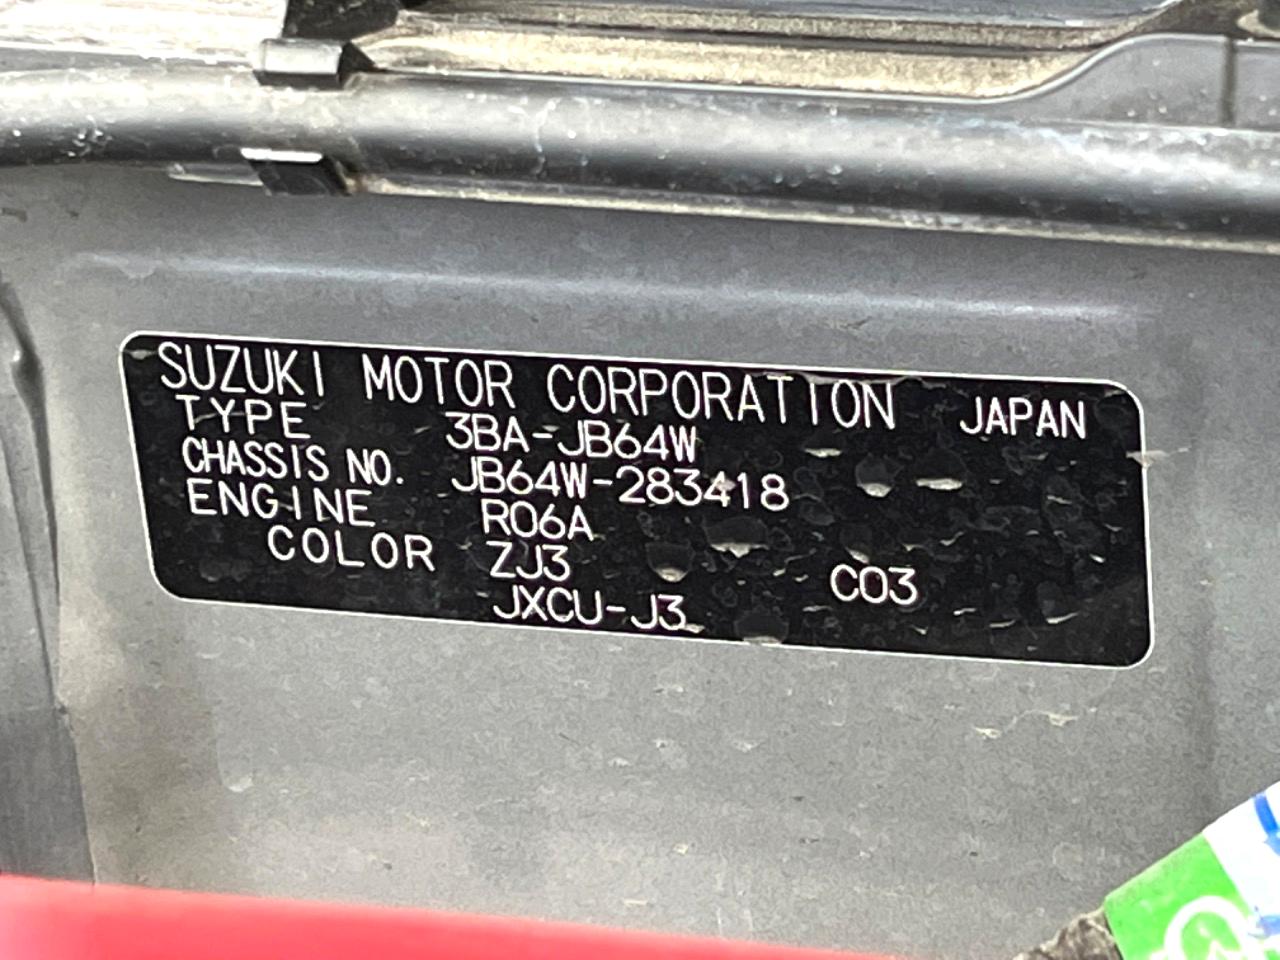 SUZUKI MOTOR CORPORATION JAPAN
TYPE 3BA-JB64W
CHASSIS NO. JB64W-283418
ENGINE R06A
COLOR ZJ3 C03
JXCU-J3